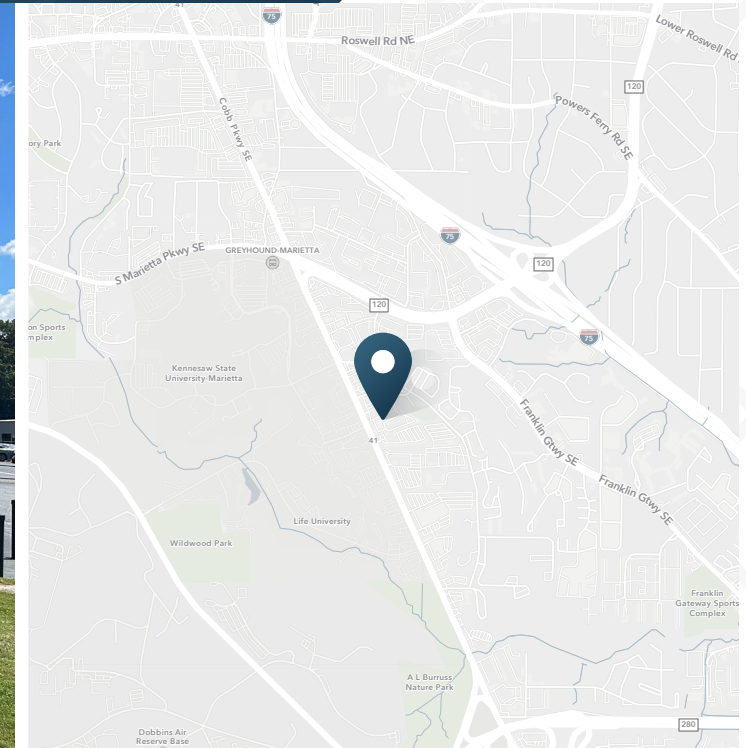 41
75
Roswell Rd NE
Lower Roswell Rd
120
Cobb Pkwy SE
Powers Ferry Rd SE
ory Park
75
S Marietta Pkwy SE
GREYHOUND-MARIETTA
120
120
on Sports
mplex
75
Kennesaw State
University-Marietta
Franklin Gtwy SE
41
Franklin Gtwy SE
Life University
Wildwood Park
Franklin
Gateway Sports
Complex
A L Burruss
Nature Park
280
Dobbins Air
Reserve Base